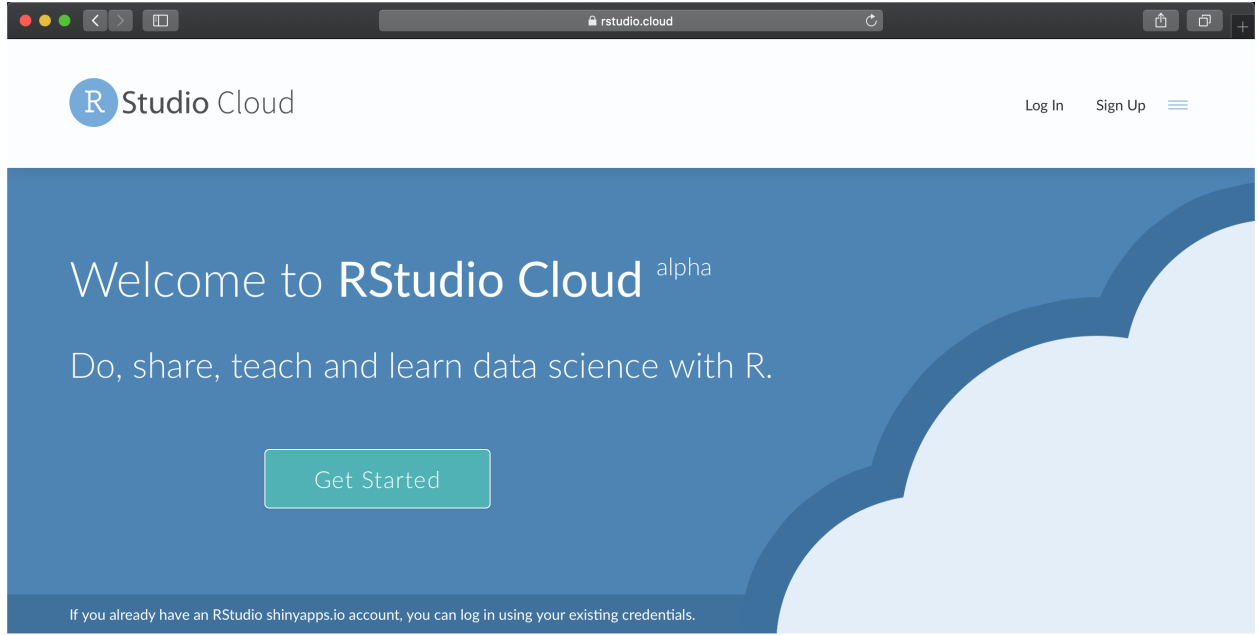 rstudio.cloud
R Studio Cloud
Log In Sign Up
Welcome to RStudio Cloud alpha
Do, share, teach and learn data science with R.
Get Started
If you already have an RStudio shinyapps.io account, you can log in using your existing credentials.